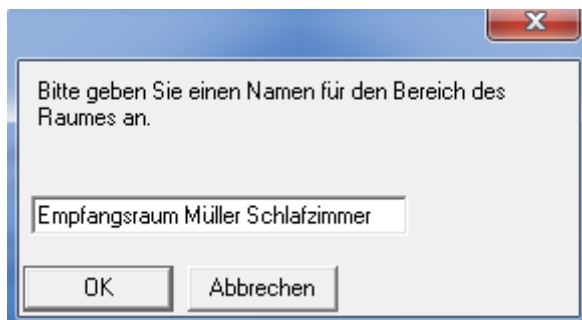 Bitte geben Sie einen Namen für den Bereich des
Raumes an.
Empfangsraum Müller Schlafzimmer
OK
Abbrechen